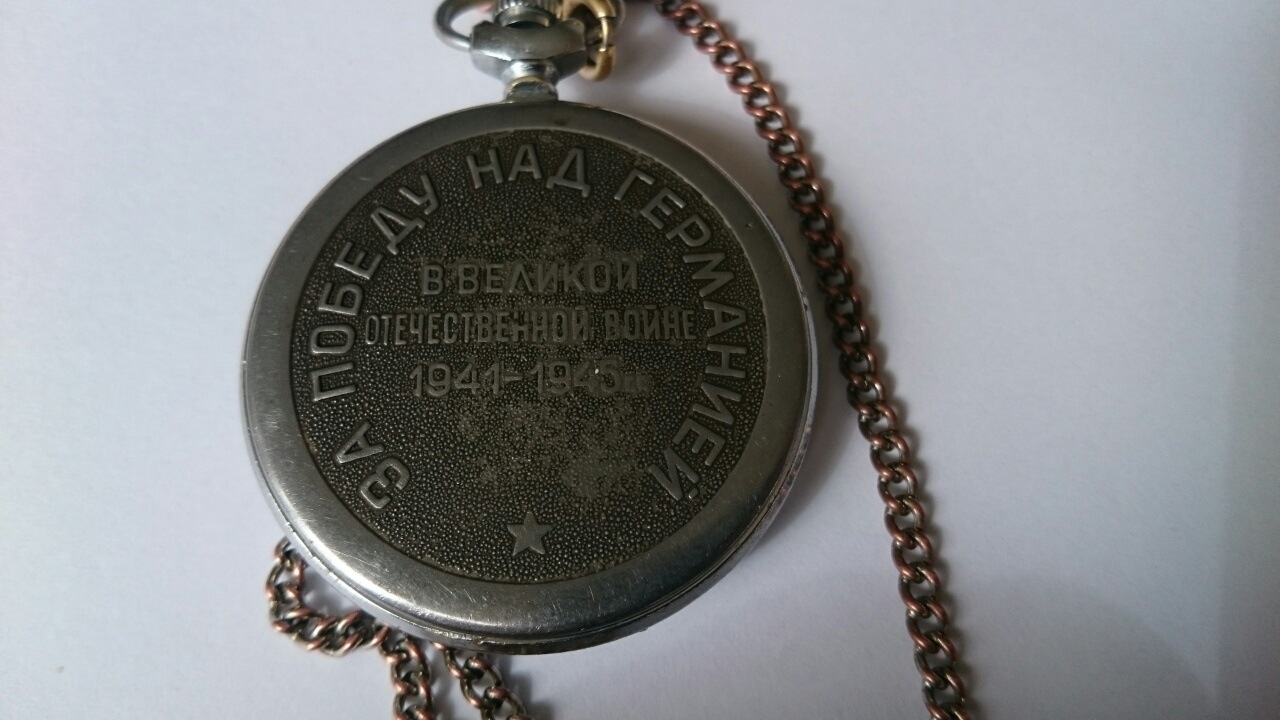 ЗА ПОБЕДУ НАД ГЕРМАНИЕЙ
В ВЕЛИКОЙ
ОТЕЧЕСТВЕННОЙ ВОЙНЕ
1941-1945гг